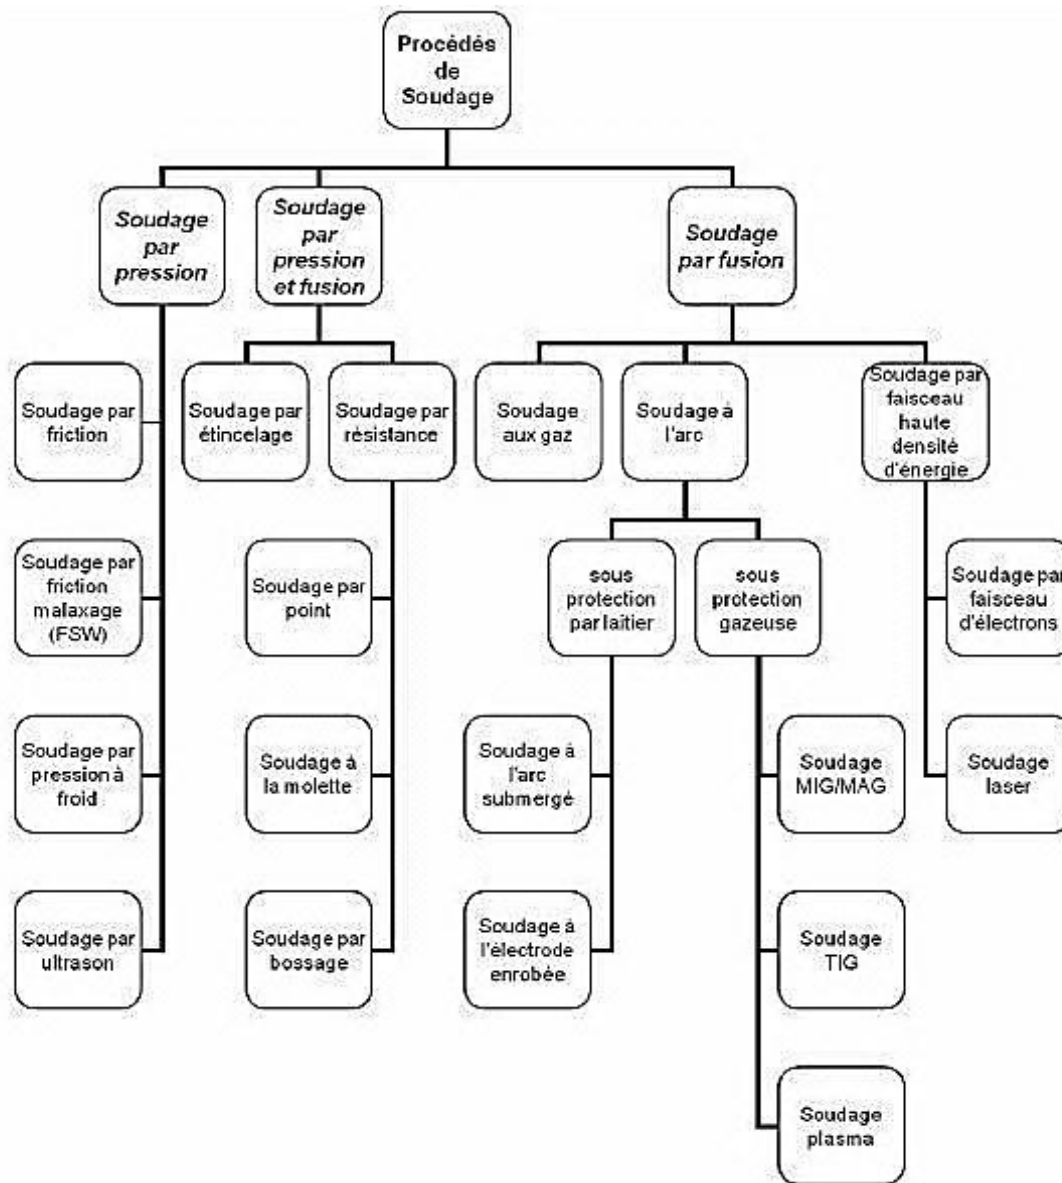 Procédés
de
Soudage
Soudage
par
pression
Soudage
par
pression
et fusion
Soudage
par fusion
Soudage par
friction
Soudage par
étincelage
Soudage par
résistance
Soudage
aux gaz
Soudage à
l'arc
Soudage par
faisceau
haute
densité
d'énergie
Soudage par
friction
malaxage
(FSW)
Soudage par
point
sous
protection
par laitier
sous
protection
gazeuse
Soudage par
faisceau
d'électrons
Soudage par
pression à
froid
Soudage à
la molette
Soudage à
l'arc
submergé
Soudage
MIG/MAG
Soudage
laser
Soudage par
ultrason
Soudage par
bossage
Soudage à
l'électrode
enrobée
Soudage
TIG
Soudage
plasma